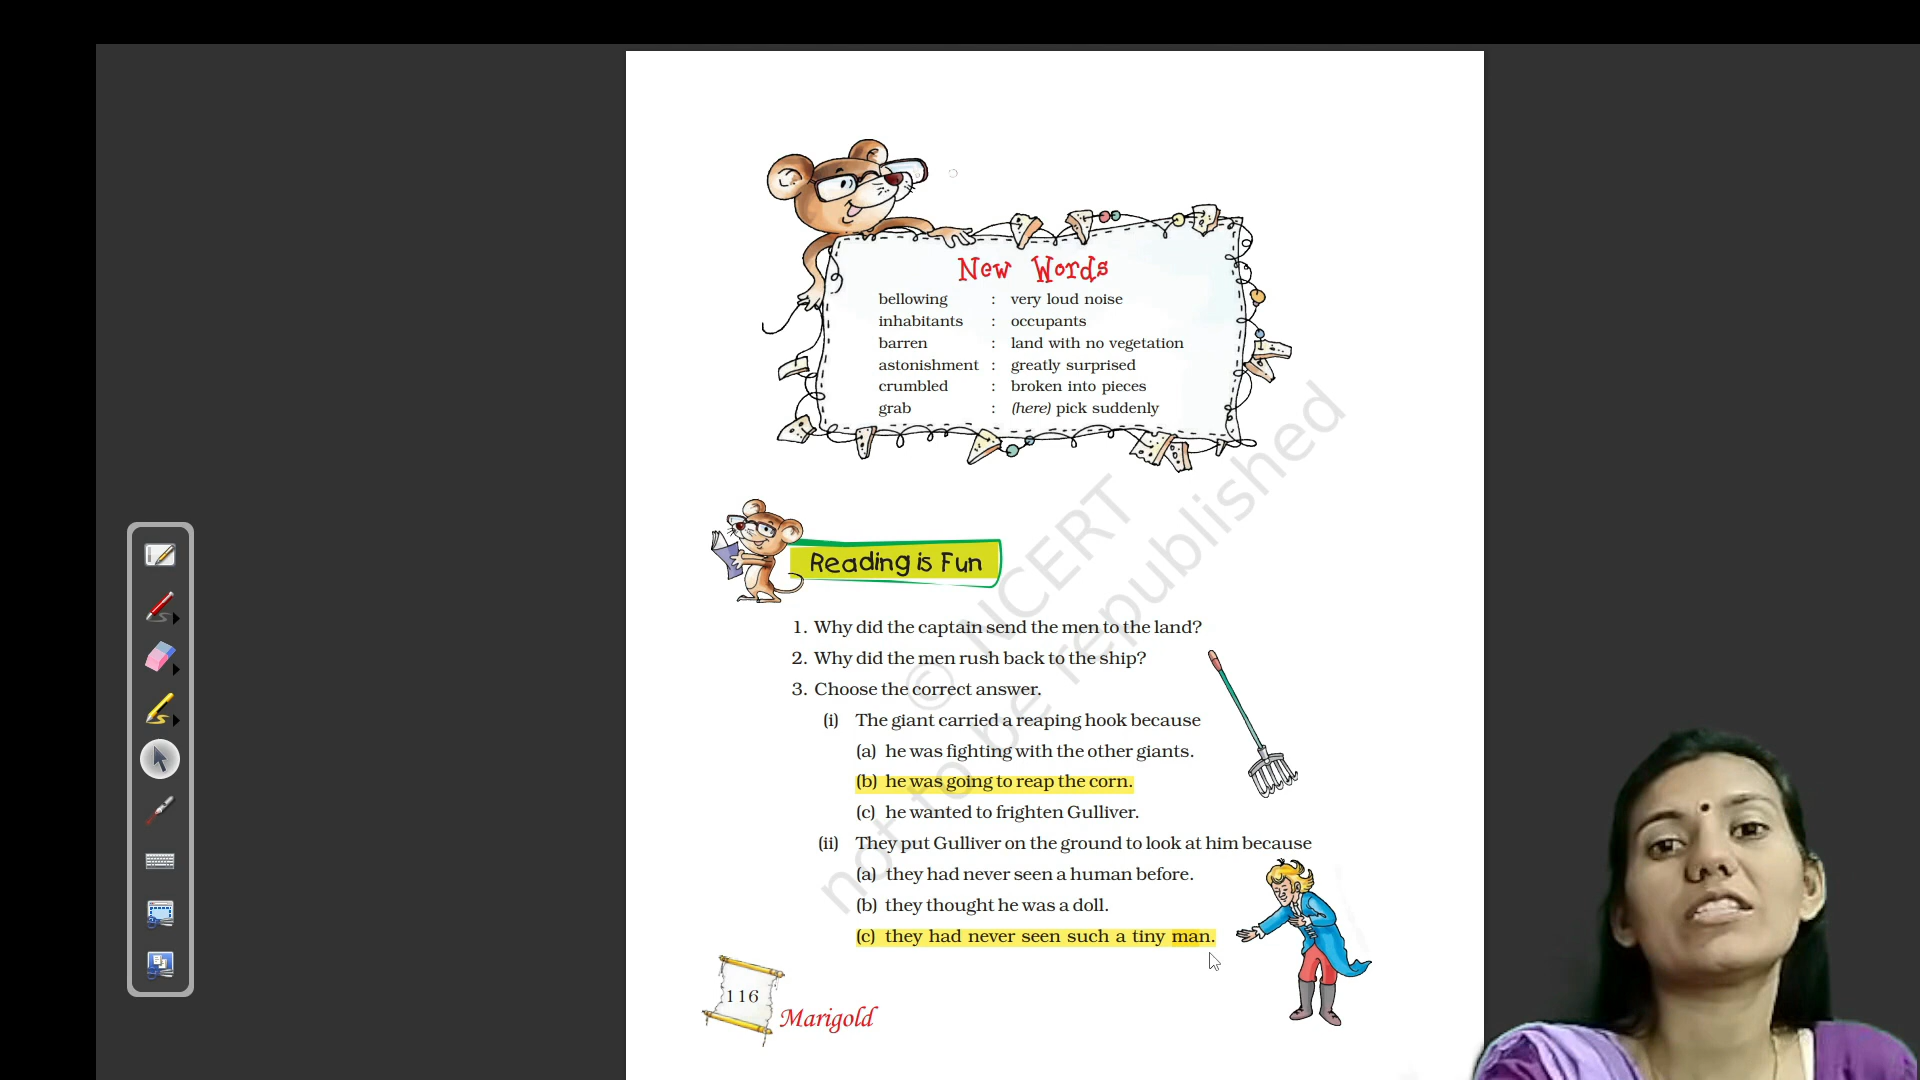 New Words
bellowing : very loud noise
inhabitants : occupants
barren : land with no vegetation
astonishment : greatly surprised
crumbled : broken into pieces
grab : (here) pick suddenly
© NCERT
not to be republished
Reading is Fun
1. Why did the captain send the men to the land?
2. Why did the men rush back to the ship?
3. Choose the correct answer.
(i) The giant carried a reaping hook because
(a) he was fighting with the other giants.
(b) he was going to reap the corn.
(c) he wanted to frighten Gulliver.
(ii) They put Gulliver on the ground to look at him because
(a) they had never seen a human before.
(b) they thought he was a doll.
(c) they had never seen such a tiny man.
116
Marigold